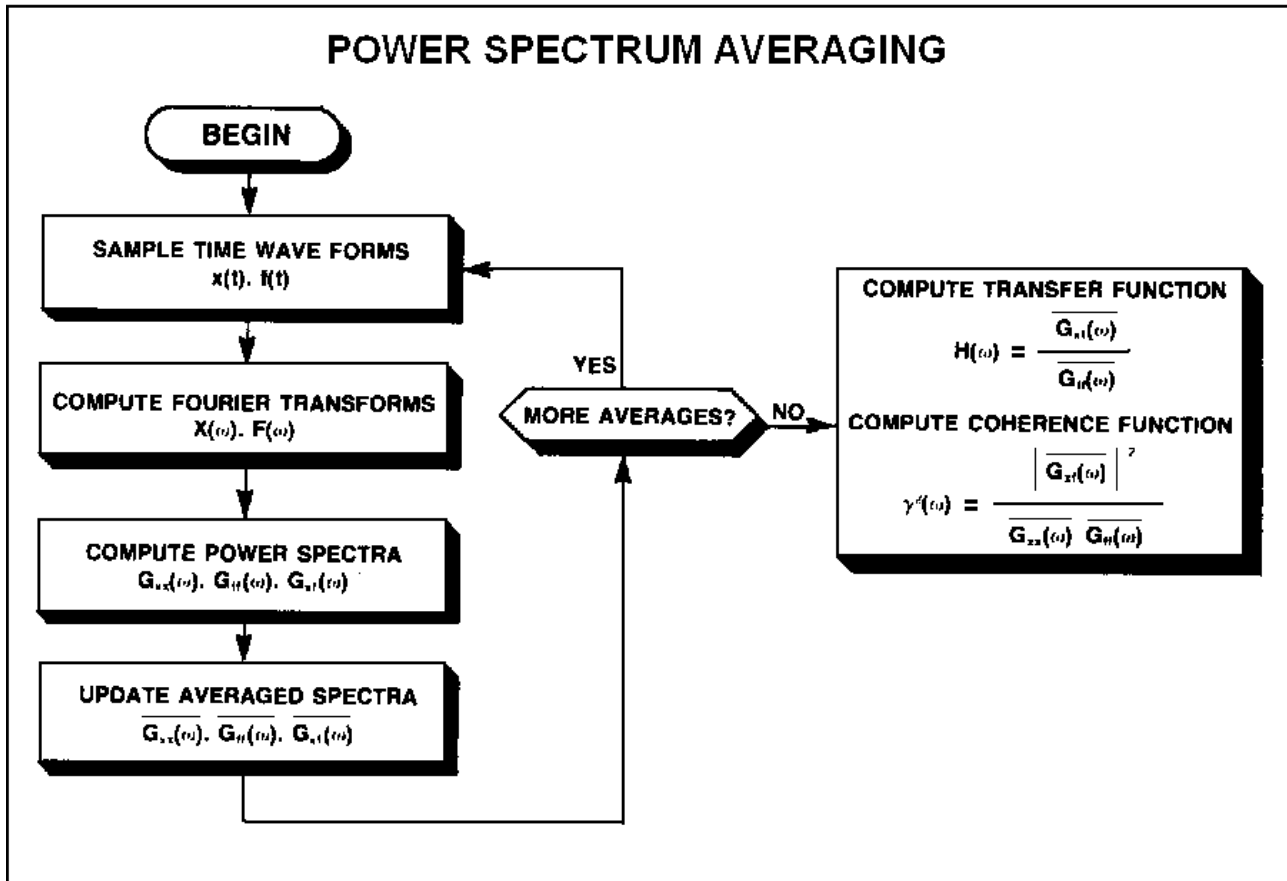 POWER SPECTRUM AVERAGING
BEGIN
SAMPLE TIME WAVE FORMS
x(t). f(t)
COMPUTE FOURIER TRANSFORMS
X(ω). F(ω)
COMPUTE POWER SPECTRA
Gxx(ω). Gff(ω). Gxf(ω)
UPDATE AVERAGED SPECTRA
Gxx(ω). Gff(ω). Gxf(ω)
YES
MORE AVERAGES?
NO
COMPUTE TRANSFER FUNCTION
H(ω) = Gxf(ω)
Gff(ω)
COMPUTE COHERENCE FUNCTION
|Gxf(ω)|²
γ²(ω) =
Gxx(ω) Gff(ω)